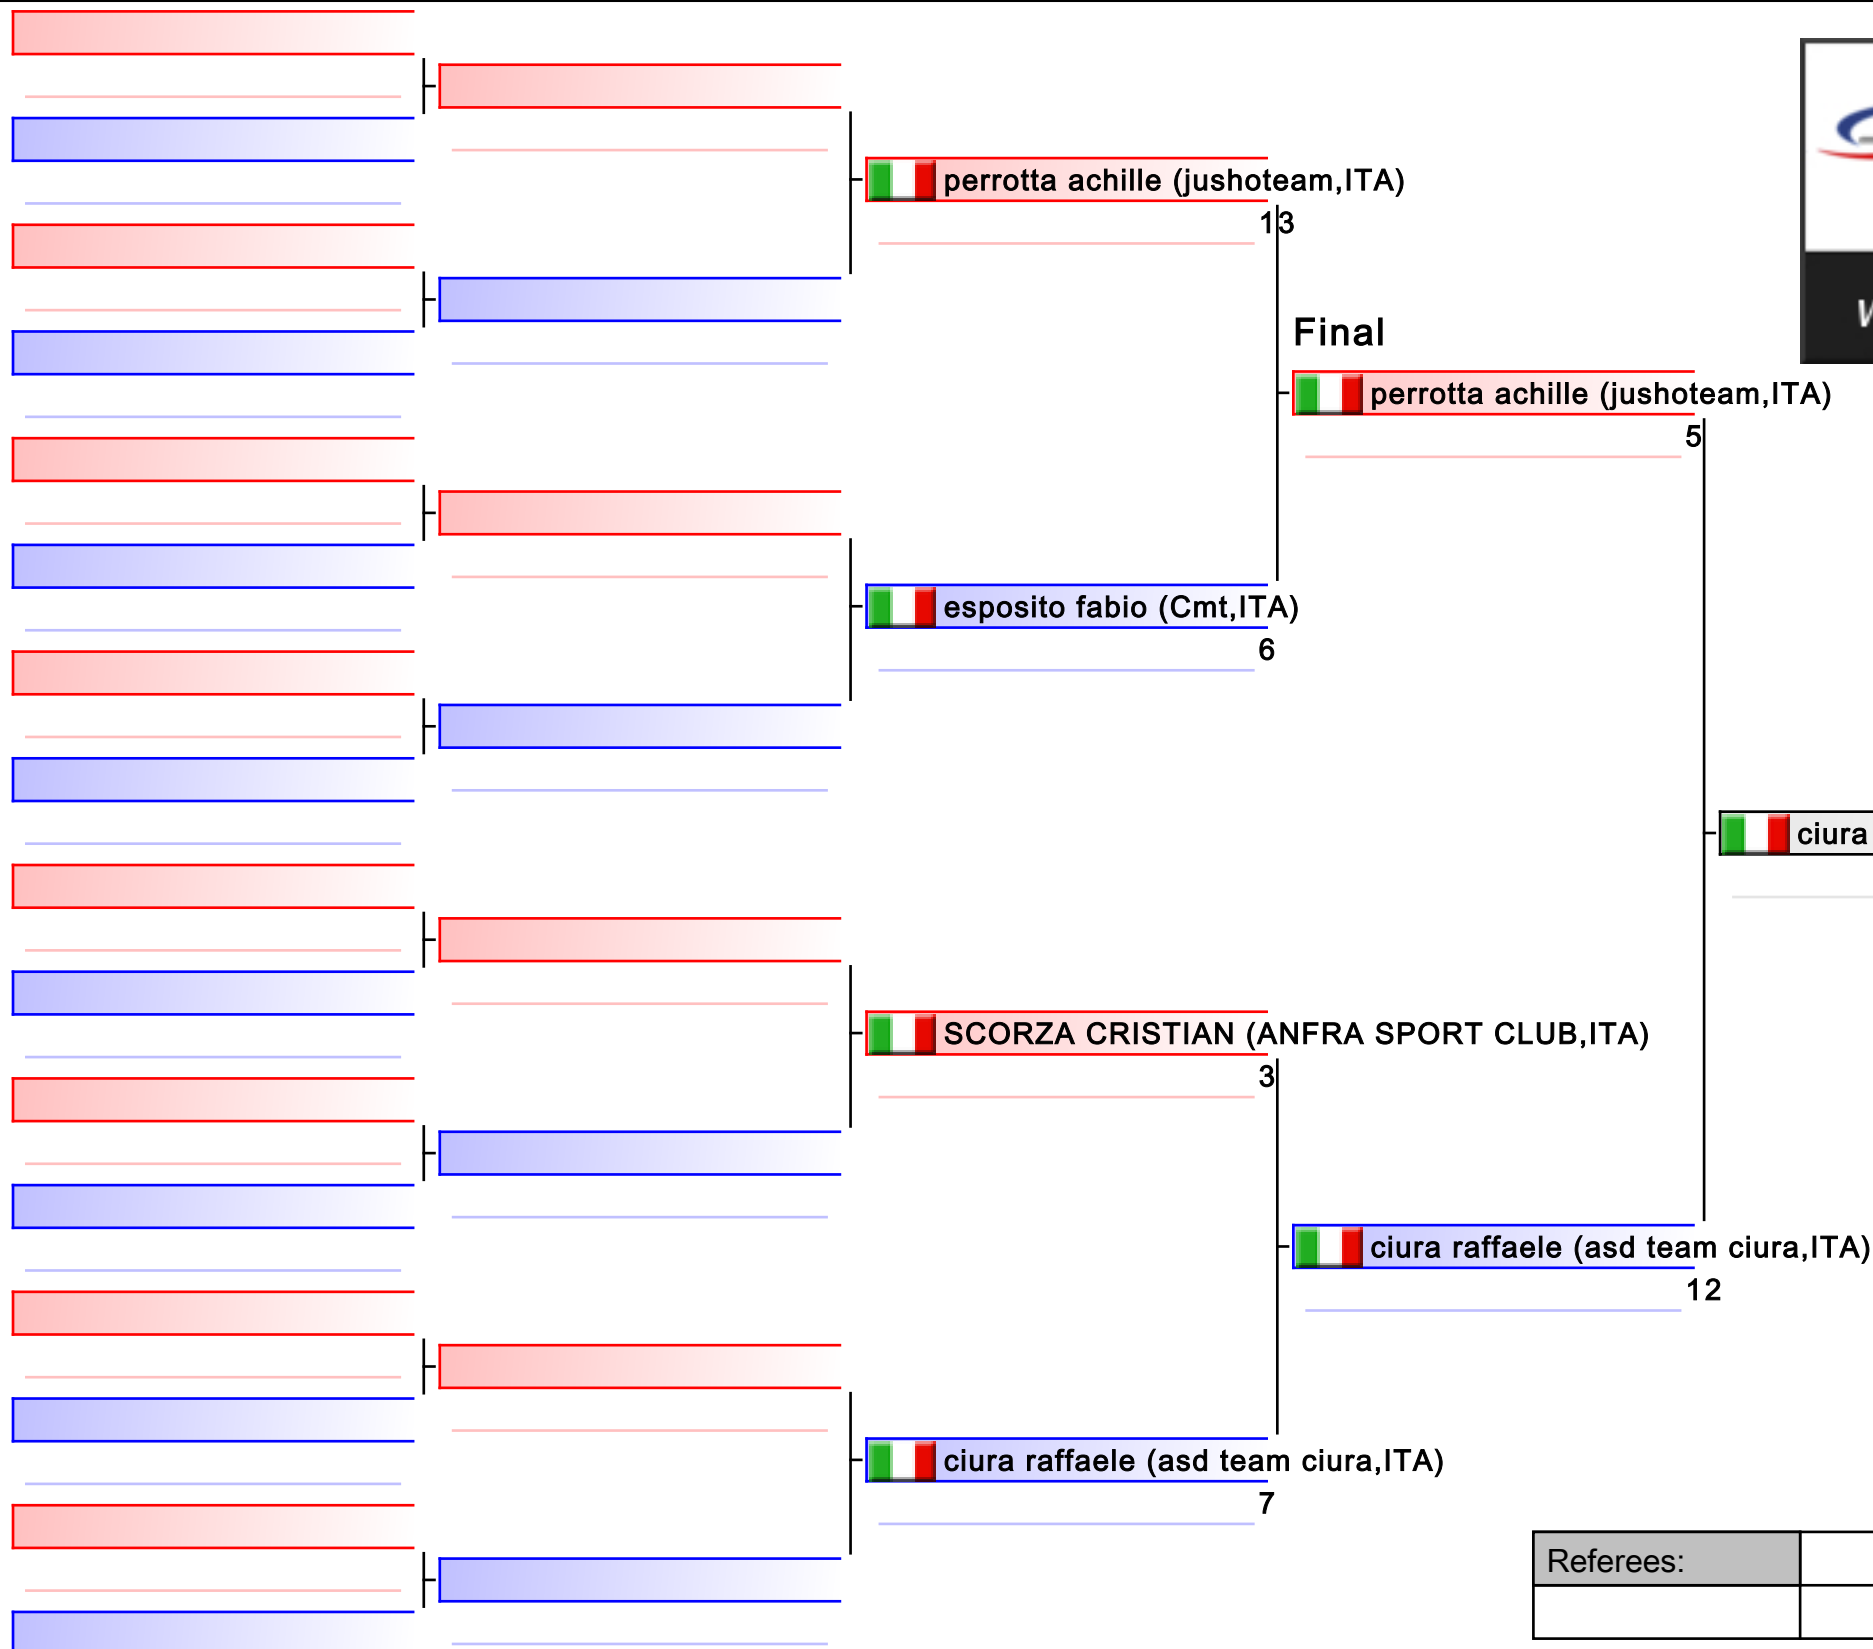 perrotta achille (jushoteam,ITA)
13
Final
perrotta achille (jushoteam,ITA)
5
esposito fabio (Cmt,ITA)
6
ciura
SCORZA CRISTIAN (ANFRA SPORT CLUB,ITA)
3
ciura raffaele (asd team ciura,ITA)
12
ciura raffaele (asd team ciura,ITA)
7
Referees: